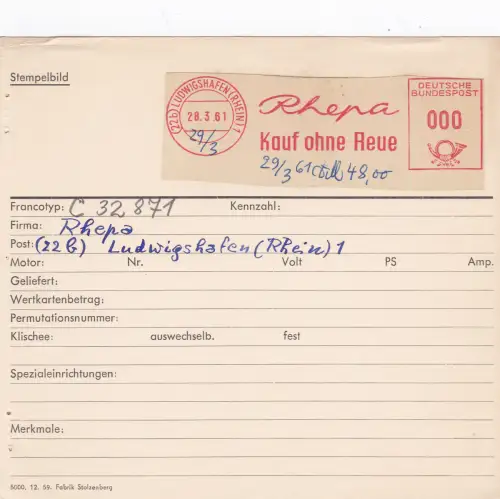 Stempelbild
(22b) LUDWIGSHAFEN (RHEIN) 1
28.3.61
29/3
Rhepa
Kauf ohne Reue
DEUTSCHE
BUNDESPOST
000
29/3 61 48,00
Francotyp: C 32871 Kennzahl:
Firma: Rhepa
Post: (22b) Ludwigshafen (Rhein) 1
Motor: Nr. Volt PS Amp.
Geliefert:
Wertkartenbetrag:
Permutationsnummer:
Klischee: auswechselb. fest
Spezialeinrichtungen:
Merkmale:
5000. 12. 59. Fabrik Stolzenberg